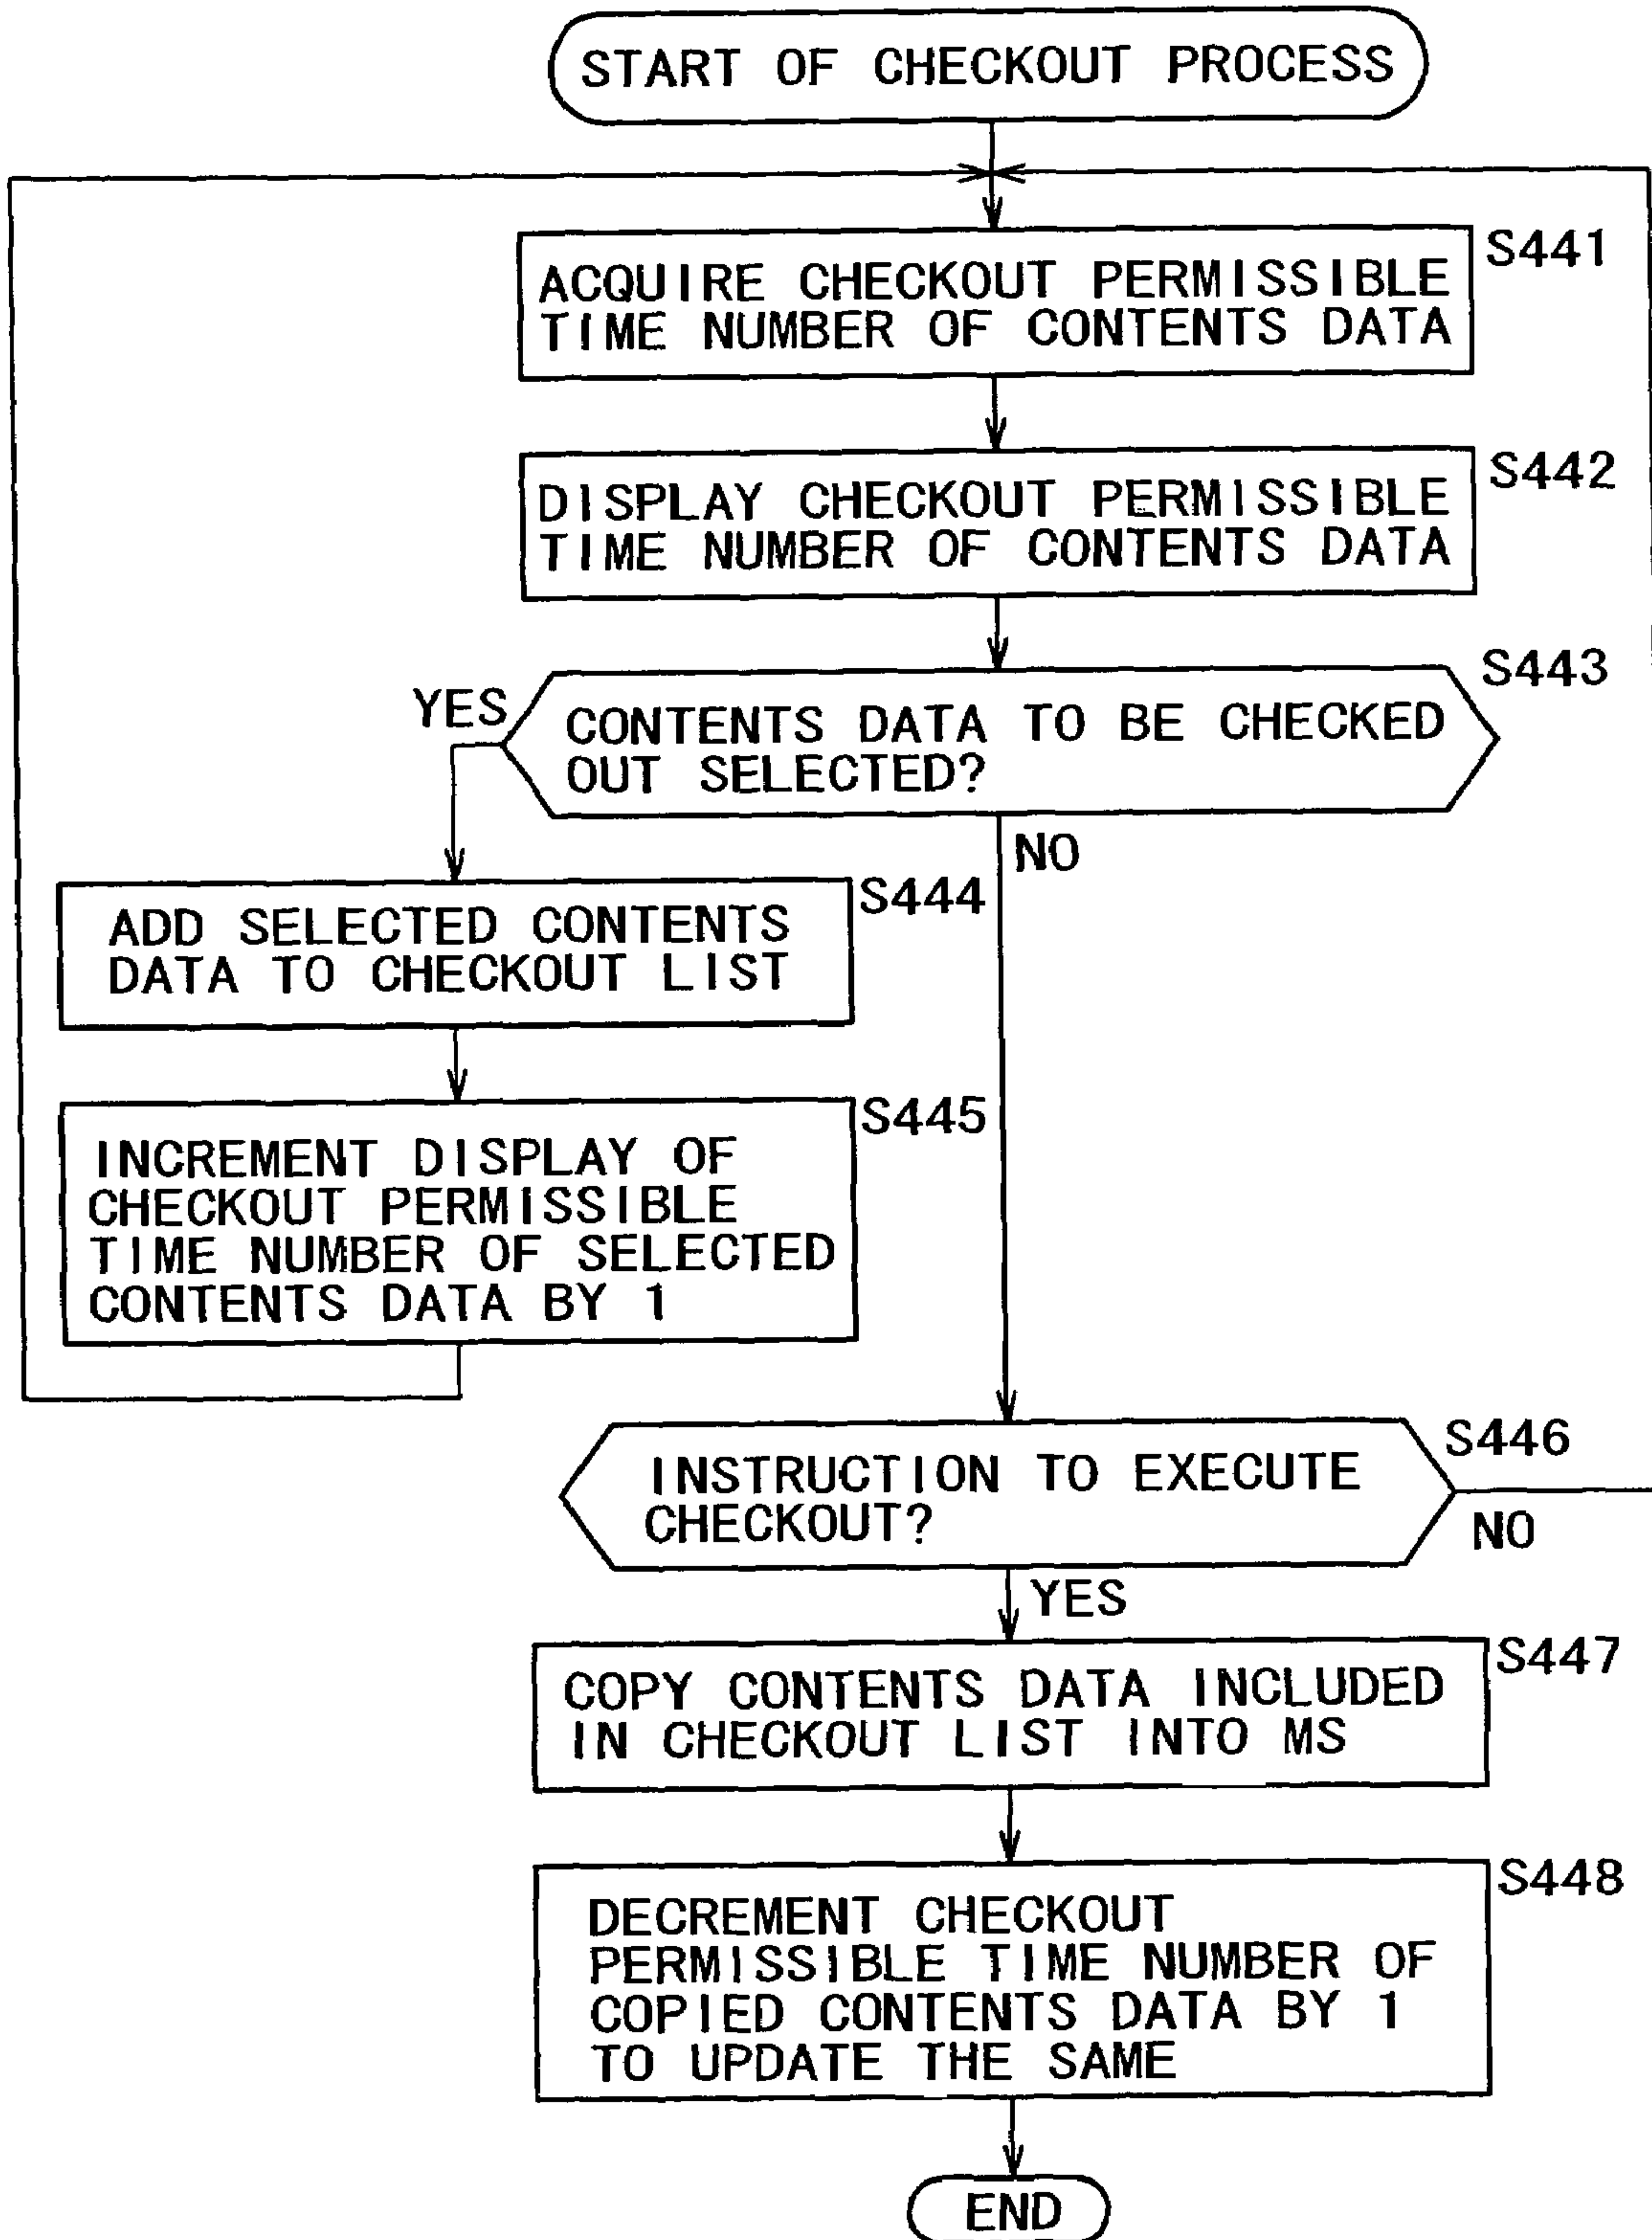 START OF CHECKOUT PROCESS
S441
ACQUIRE CHECKOUT PERMISSIBLE
TIME NUMBER OF CONTENTS DATA
S442
DISPLAY CHECKOUT PERMISSIBLE
TIME NUMBER OF CONTENTS DATA
S443
YES
CONTENTS DATA TO BE CHECKED
OUT SELECTED?
NO
S444
ADD SELECTED CONTENTS
DATA TO CHECKOUT LIST
S445
INCREMENT DISPLAY OF
CHECKOUT PERMISSIBLE
TIME NUMBER OF SELECTED
CONTENTS DATA BY 1
S446
INSTRUCTION TO EXECUTE
CHECKOUT?
NO
YES
S447
COPY CONTENTS DATA INCLUDED
IN CHECKOUT LIST INTO MS
S448
DECREMENT CHECKOUT
PERMISSIBLE TIME NUMBER OF
COPIED CONTENTS DATA BY 1
TO UPDATE THE SAME
END